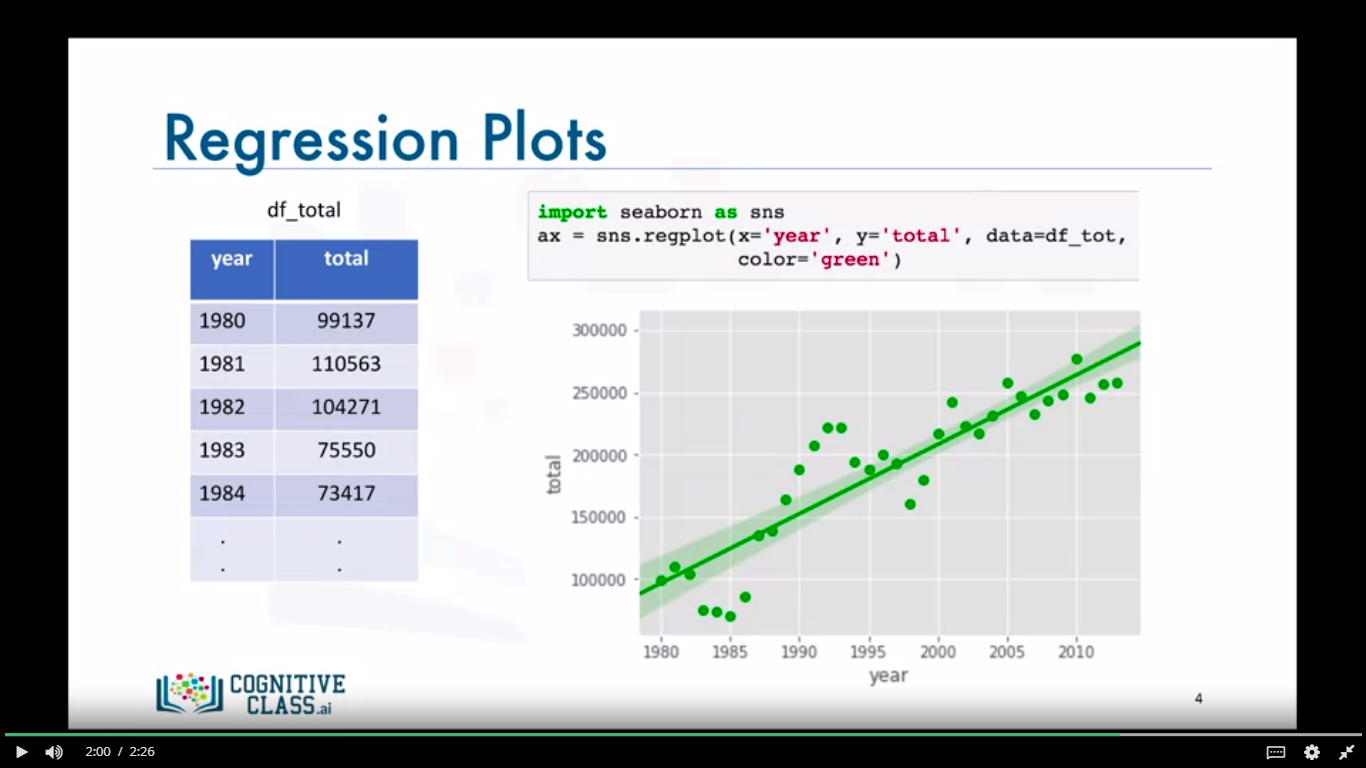 Regression Plots
df_total
year total
1980 99137
1981 110563
1982 104271
1983 75550
1984 73417
. .
. .
import seaborn as sns
ax = sns.regplot(x='year', y='total', data=df_tot,
color='green')
300000
250000
200000
150000
100000
total
1980 1985 1990 1995 2000 2005 2010
year
COGNITIVE
CLASS.ai
4
2:00 / 2:26